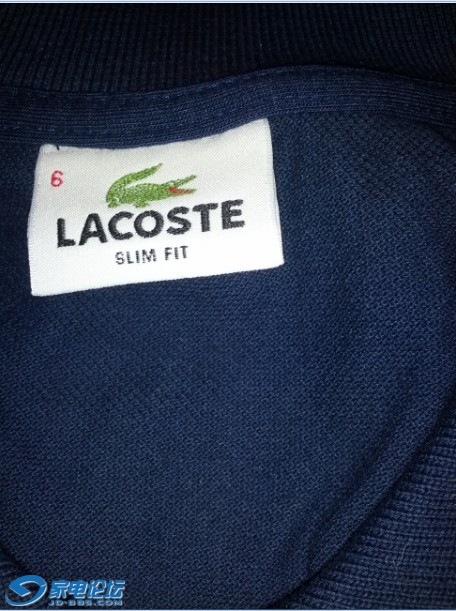 6
LACOSTE
SLIM FIT
家电论坛
JD-BBS.COM